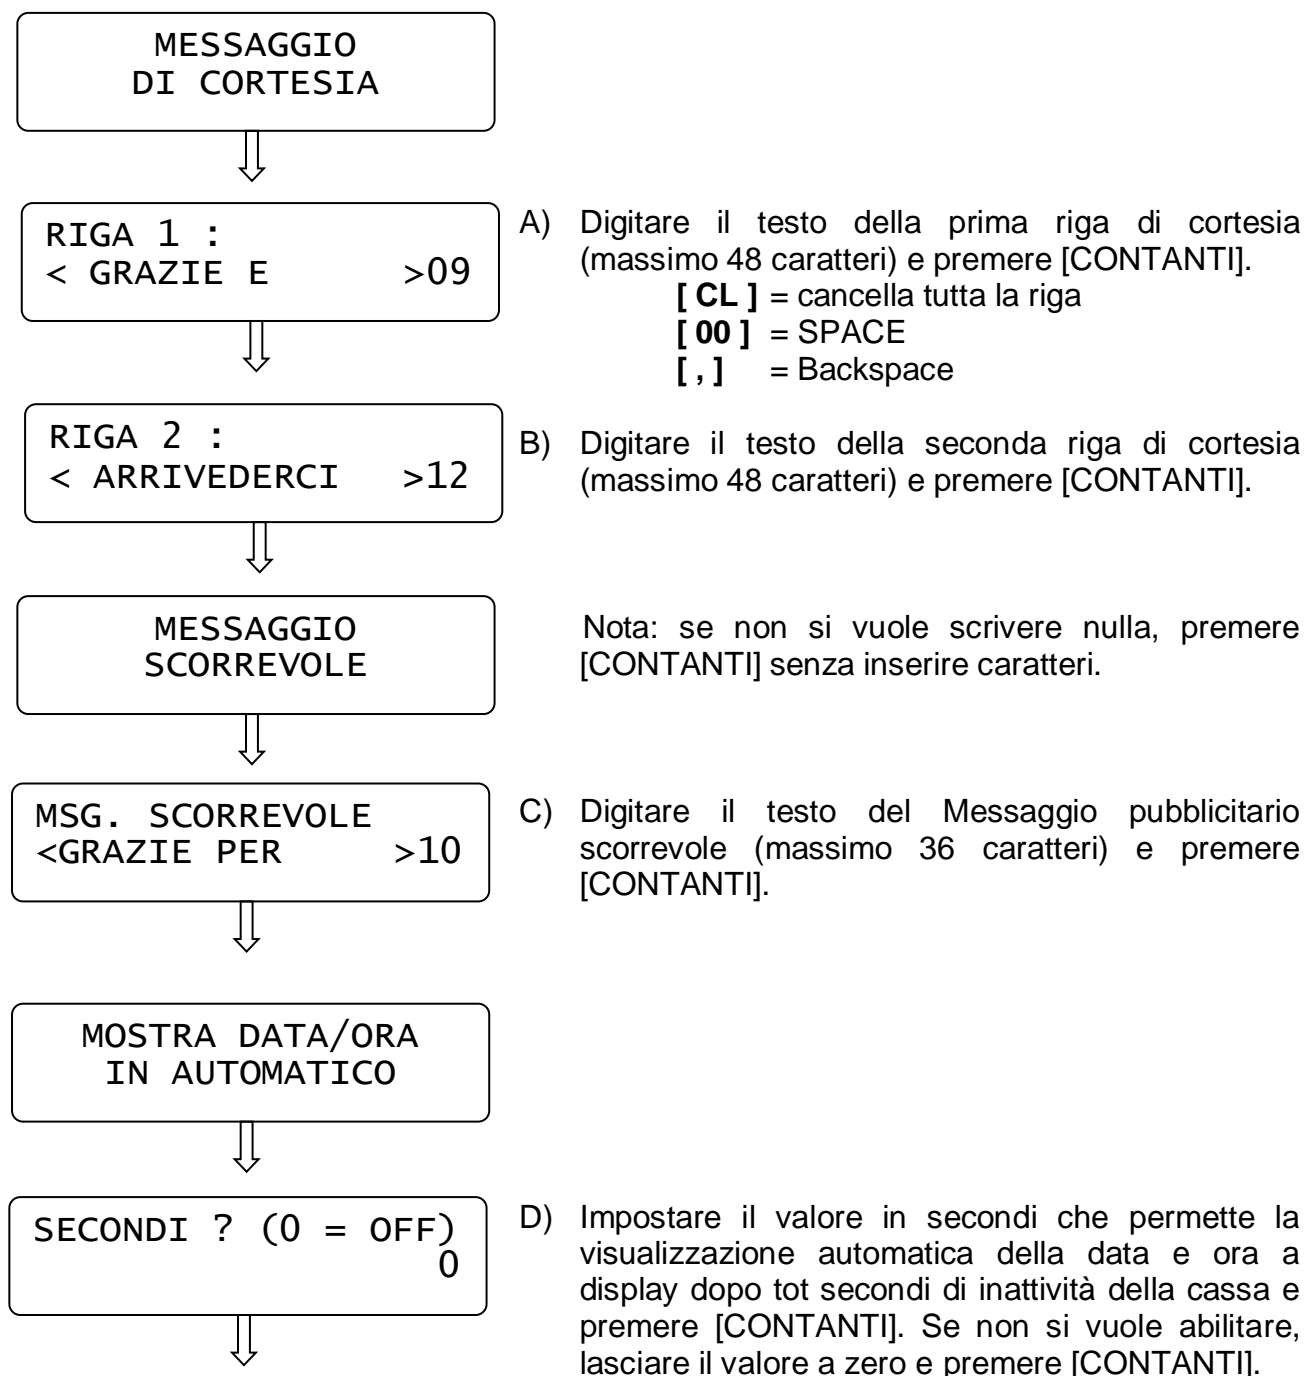 MESSAGGIO
DI CORTESIA
RIGA 1 :
< GRAZIE E >09
A) Digitare il testo della prima riga di cortesia
(massimo 48 caratteri) e premere [CONTANTI].
[ CL ] = cancella tutta la riga
[ 00 ] = SPACE
[ , ] = Backspace
RIGA 2 :
< ARRIVEDERCI >12
B) Digitare il testo della seconda riga di cortesia
(massimo 48 caratteri) e premere [CONTANTI].
MESSAGGIO
SCORREVOLE
Nota: se non si vuole scrivere nulla, premere
[CONTANTI] senza inserire caratteri.
MSG. SCORREVOLE
<GRAZIE PER >10
C) Digitare il testo del Messaggio pubblicitario
scorrevole (massimo 36 caratteri) e premere
[CONTANTI].
MOSTRA DATA/ORA
IN AUTOMATICO
SECONDI ? (0 = OFF)
0
D) Impostare il valore in secondi che permette la
visualizzazione automatica della data e ora a
display dopo tot secondi di inattività della cassa e
premere [CONTANTI]. Se non si vuole abilitare,
lasciare il valore a zero e premere [CONTANTI].